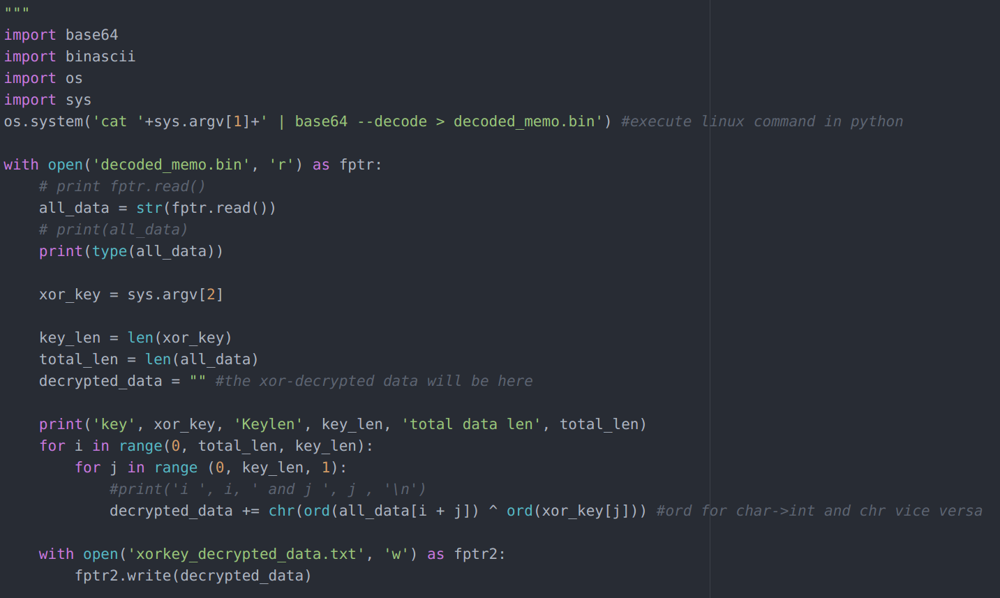 """
import base64
import binascii
import os
import sys
os.system('cat '+sys.argv[1]+' | base64 --decode > decoded_memo.bin') #execute linux command in python
with open('decoded_memo.bin', 'r') as fptr:
    # print fptr.read()
    all_data = str(fptr.read())
    # print(all_data)
    print(type(all_data))
    xor_key = sys.argv[2]
    key_len = len(xor_key)
    total_len = len(all_data)
    decrypted_data = "" #the xor-decrypted data will be here
    print('key', xor_key, 'Keylen', key_len, 'total data len', total_len)
    for i in range(0, total_len, key_len):
        for j in range (0, key_len, 1):
            #print('i ', i, ' and j ', j , '\n')
            decrypted_data += chr(ord(all_data[i + j]) ^ ord(xor_key[j])) #ord for char->int and chr vice versa
    with open('xorkey_decrypted_data.txt', 'w') as fptr2:
        fptr2.write(decrypted_data)